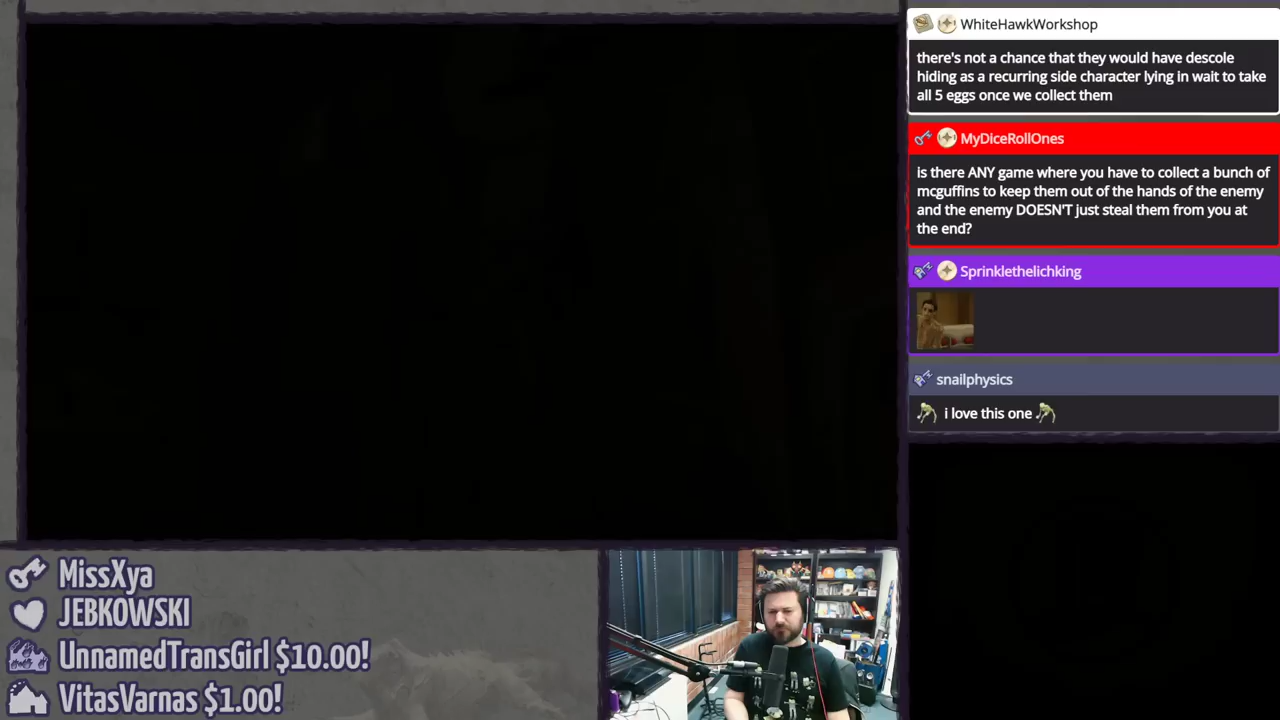 WhiteHawkWorkshop
there's not a chance that they would have descole
hiding as a recurring side character lying in wait to take
all 5 eggs once we collect them
MyDiceRollOnes
is there ANY game where you have to collect a bunch of
mcguffins to keep them out of the hands of the enemy
and the enemy DOESN'T just steal them from you at
the end?
Sprinklethelichking
snailphysics
i love this one
MissXya
JEBKOWSKI
UnnamedTransGirl $10.00!
VitasVarnas $1.00!